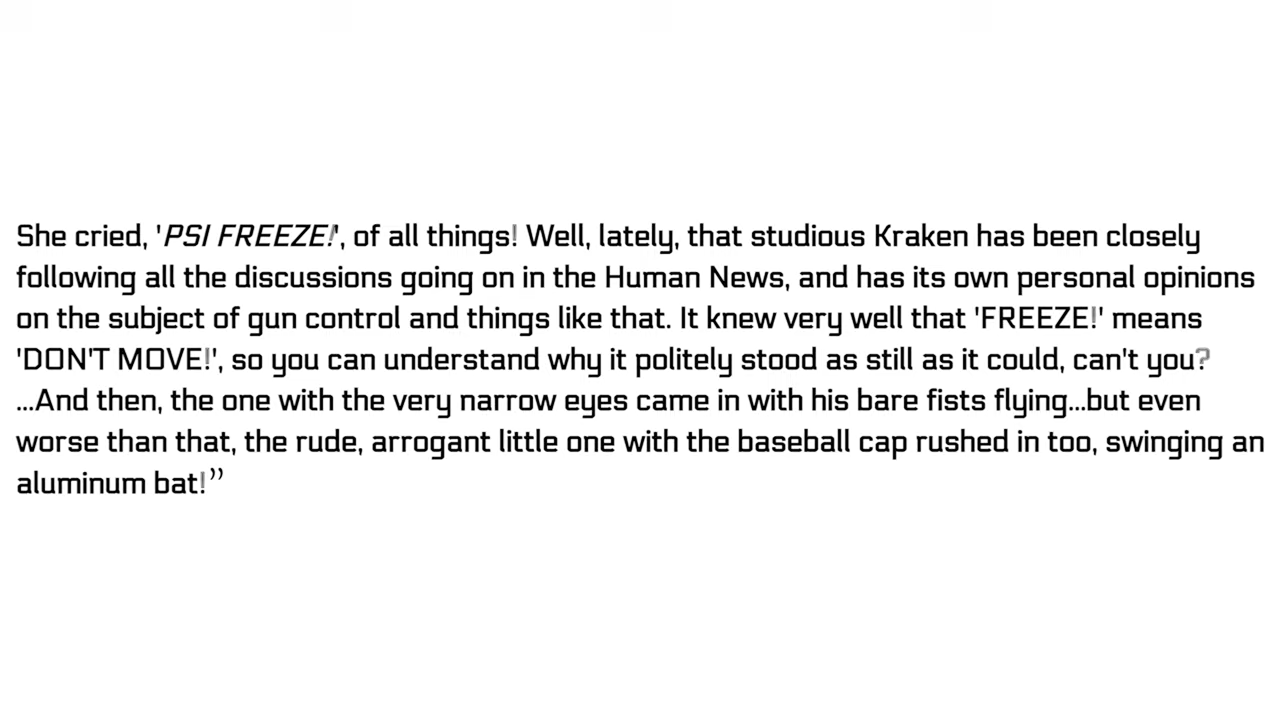 She cried, 'PSI FREEZE!', of all things! Well, lately, that studious Kraken has been closely
following all the discussions going on in the Human News, and has its own personal opinions
on the subject of gun control and things like that. It knew very well that 'FREEZE!' means
'DON'T MOVE!', so you can understand why it politely stood as still as it could, can't you?
...And then, the one with the very narrow eyes came in with his bare fists flying...but even
worse than that, the rude, arrogant little one with the baseball cap rushed in too, swinging an
aluminum bat!”